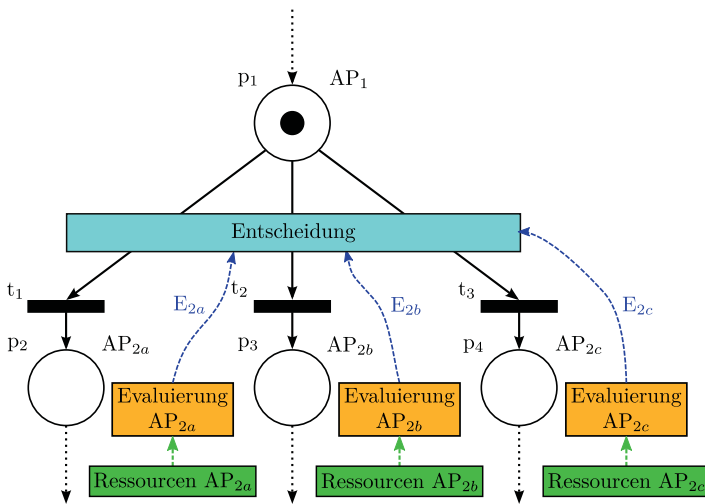 p1 AP1
Entscheidung
t1 t2 t3
E2a E2b E2c
p2 AP2a p3 AP2b p4 AP2c
Evaluierung Evaluierung Evaluierung
AP2a AP2b AP2c
Ressourcen AP2a Ressourcen AP2b Ressourcen AP2c